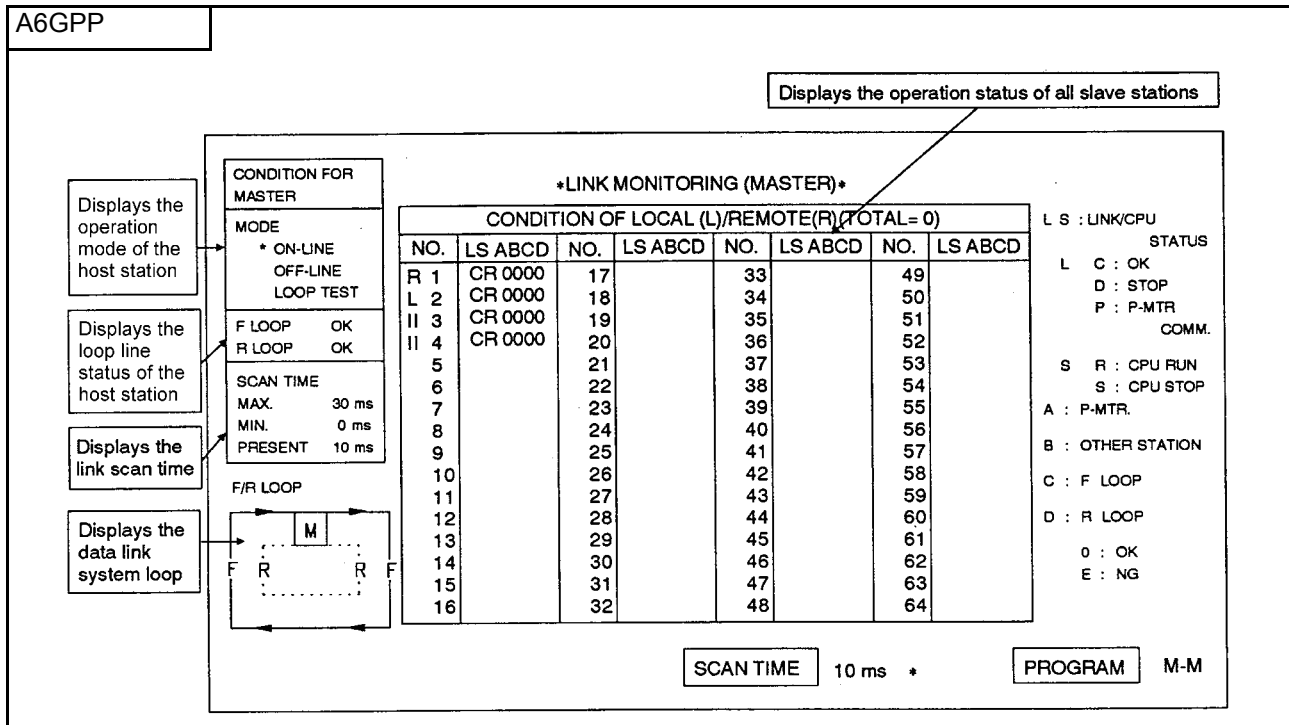 A6GPP
Displays the operation status of all slave stations
Displays the
operation
mode of the
host station
Displays the
loop line
status of the
host station
Displays the
link scan time
Displays the
data link
system loop
CONDITION FOR
MASTER
MODE
* ON-LINE
OFF-LINE
LOOP TEST
F LOOP OK
R LOOP OK
SCAN TIME
MAX. 30 ms
MIN. 0 ms
PRESENT 10 ms
F/R LOOP
M
F R R F
*LINK MONITORING (MASTER)*
CONDITION OF LOCAL (L)/REMOTE(R)(TOTAL= 0)
NO. LS ABCD NO. LS ABCD NO. LS ABCD NO. LS ABCD
R 1 CR 0000 17 33 49
L 2 CR 0000 18 34 50
II 3 CR 0000 19 35 51
II 4 CR 0000 20 36 52
5 21 37 53
6 22 38 54
7 23 39 55
8 24 40 56
9 25 41 57
10 26 42 58
11 27 43 59
12 28 44 60
13 29 45 61
14 30 46 62
15 31 47 63
16 32 48 64
L S : LINK/CPU
STATUS
L C : OK
D : STOP
P : P-MTR
COMM.
S R : CPU RUN
S : CPU STOP
A : P-MTR.
B : OTHER STATION
C : F LOOP
D : R LOOP
0 : OK
E : NG
SCAN TIME 10 ms * PROGRAM M-M